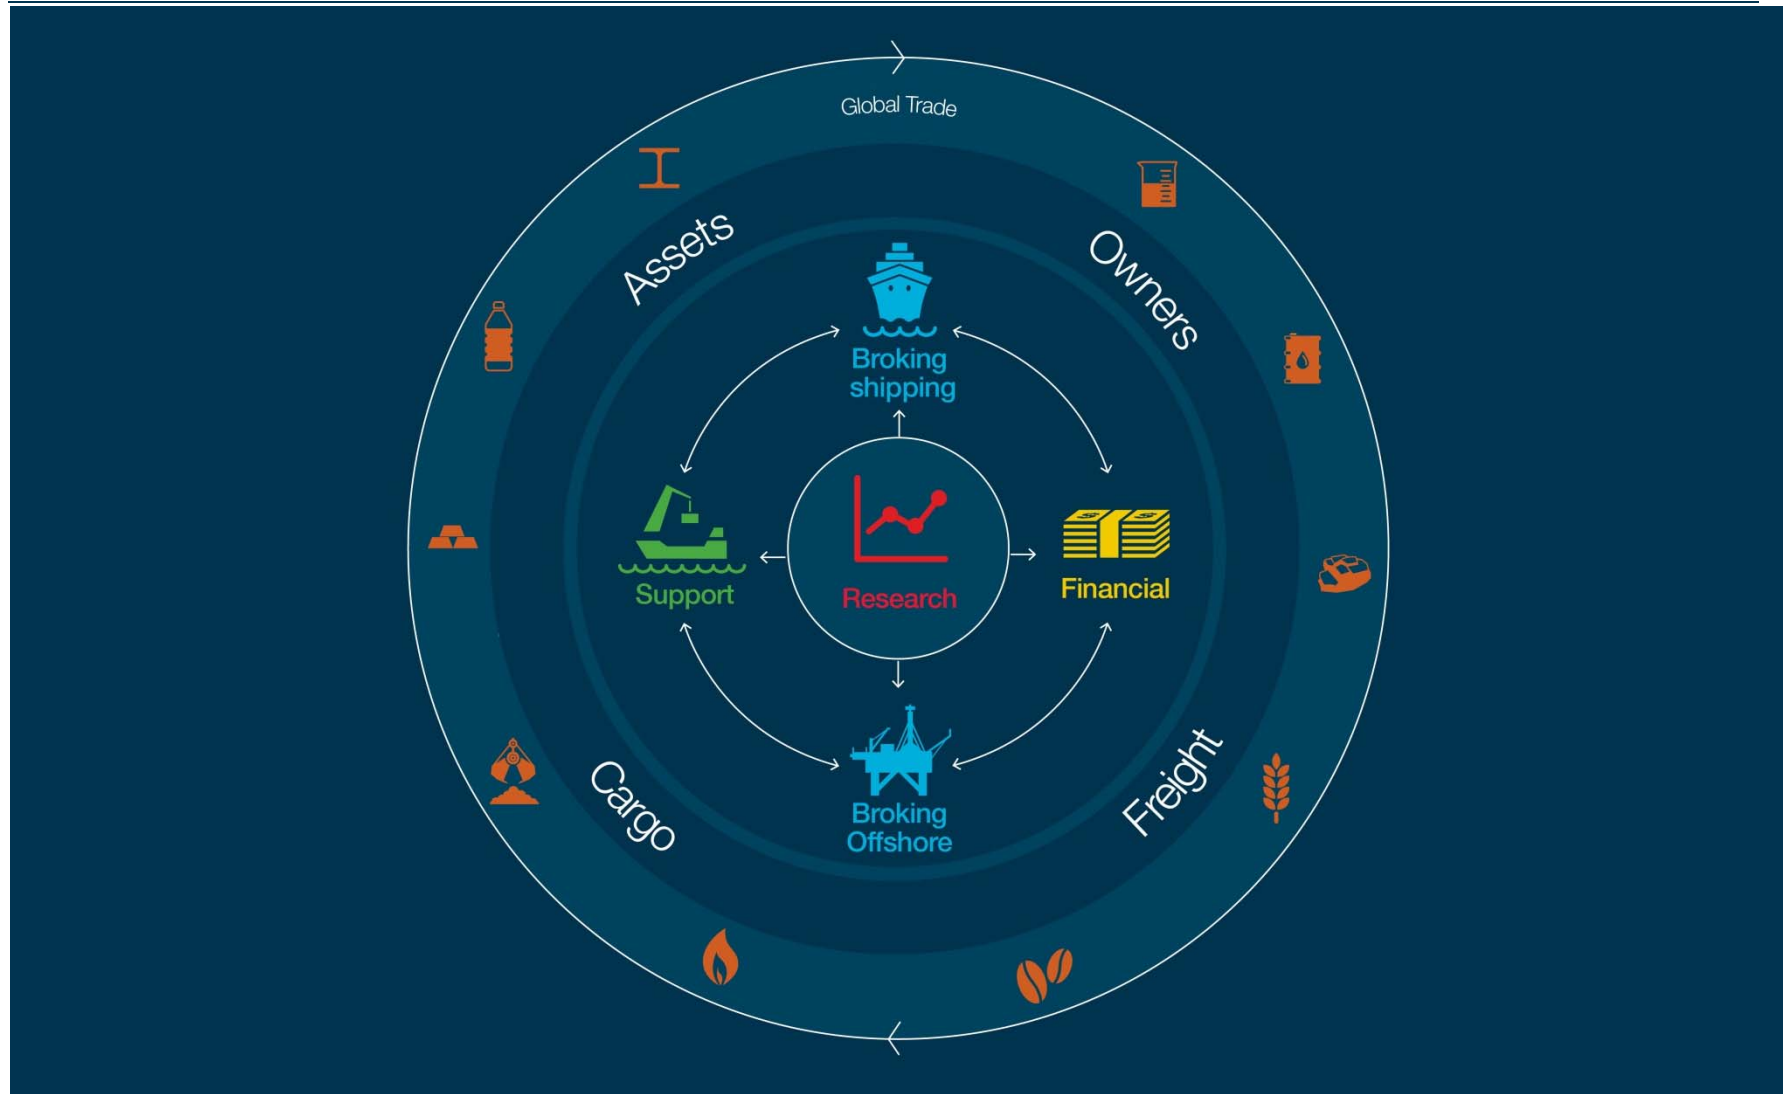 Global Trade
Assets
Owners
Broking
shipping
Support
Research
Financial
Cargo
Freight
Broking
Offshore